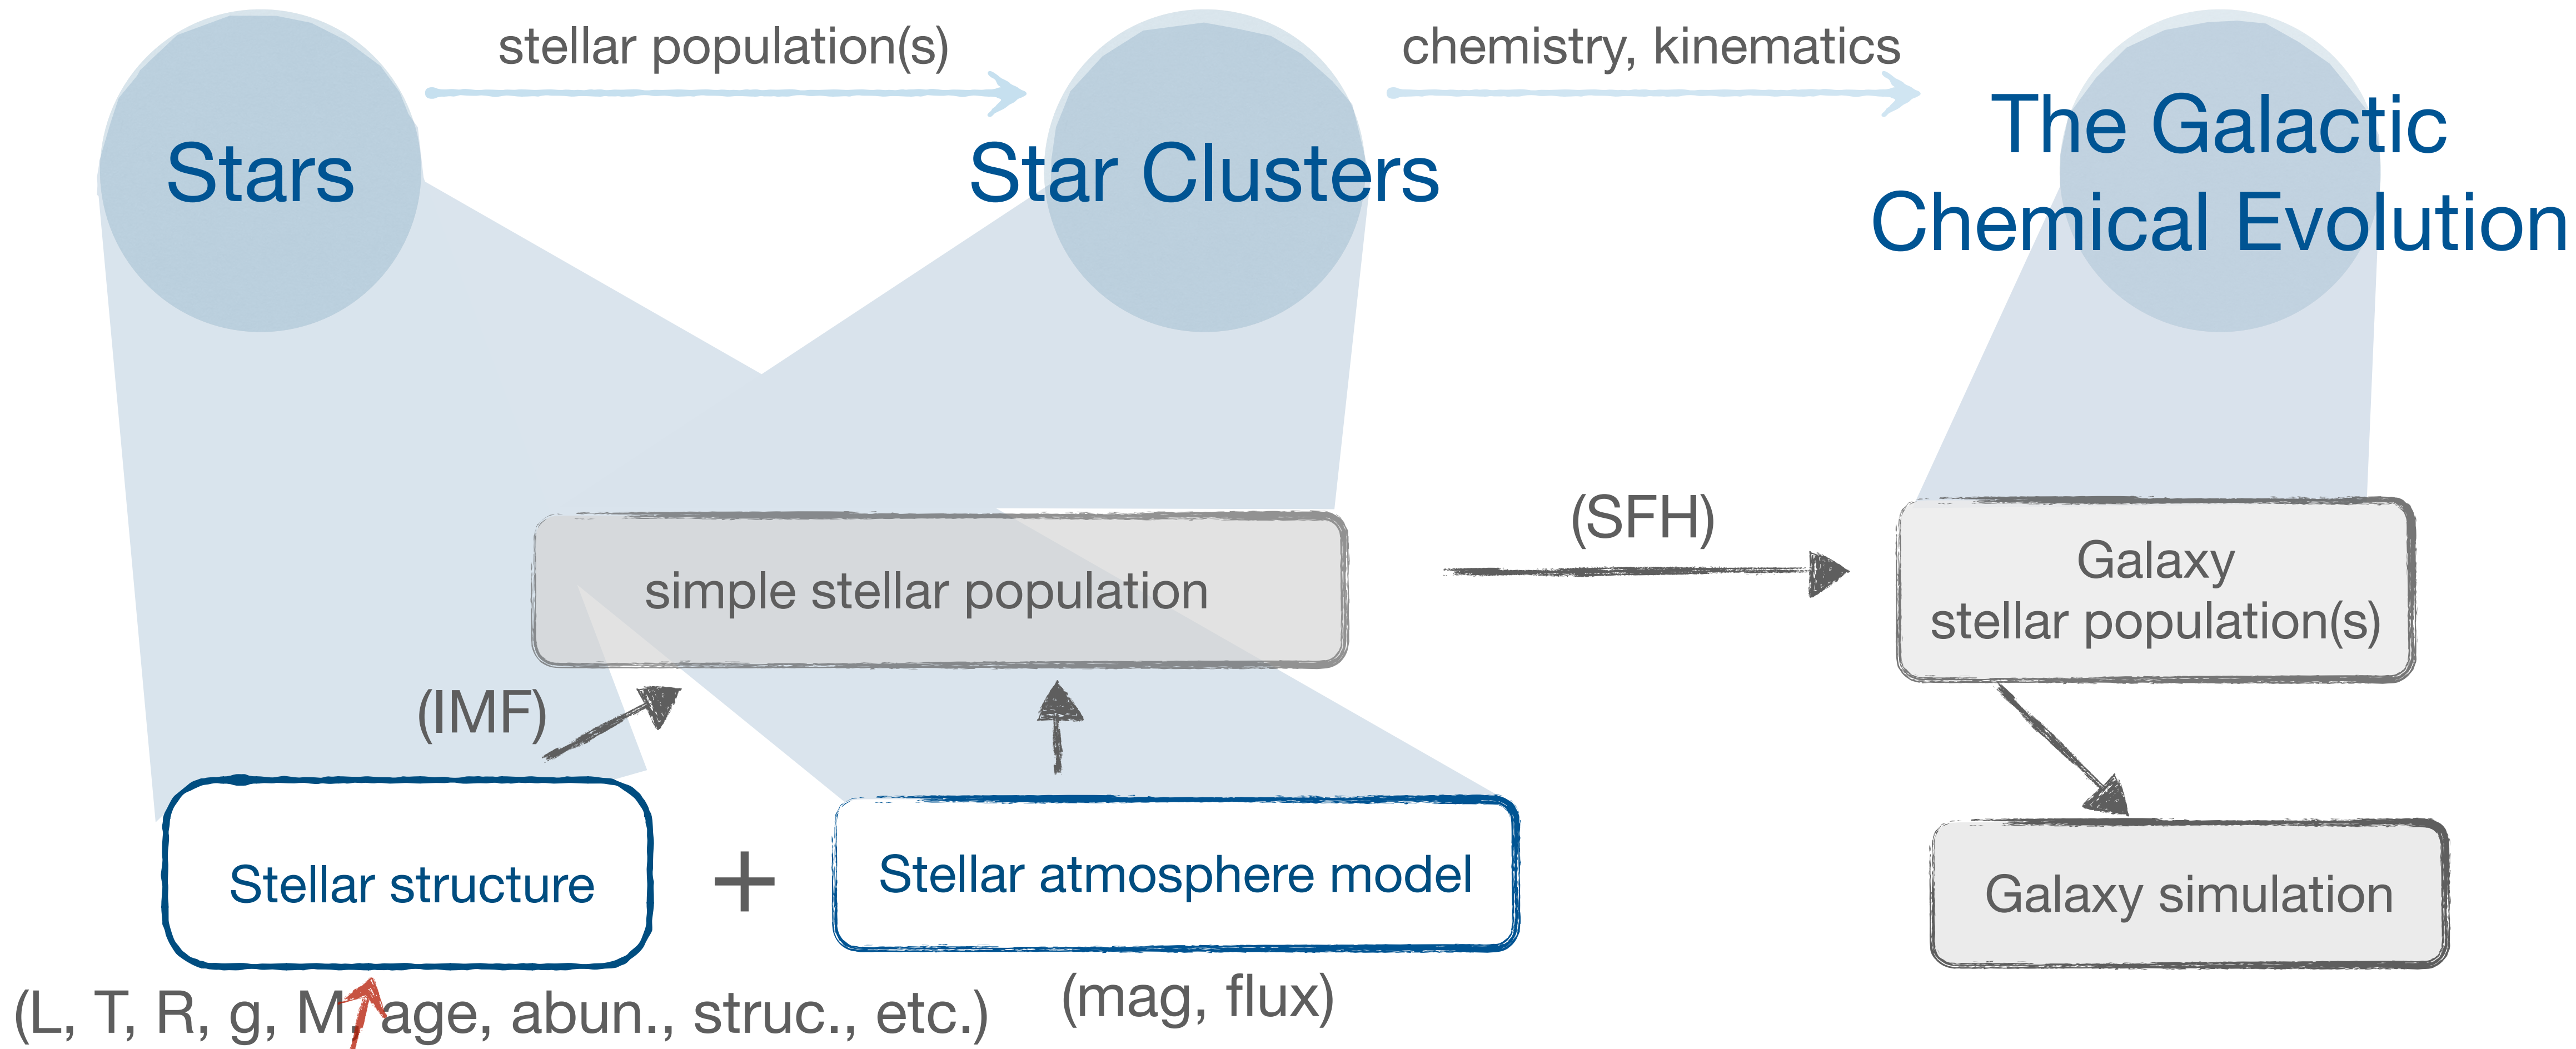 stellar population(s)
chemistry, kinematics
Stars
Star Clusters
The Galactic
Chemical Evolution
(SFH)
simple stellar population
Galaxy
stellar population(s)
(IMF)
Stellar structure
+
Stellar atmosphere model
Galaxy simulation
(L, T, R, g, M, age, abun., struc., etc.)
(mag, flux)